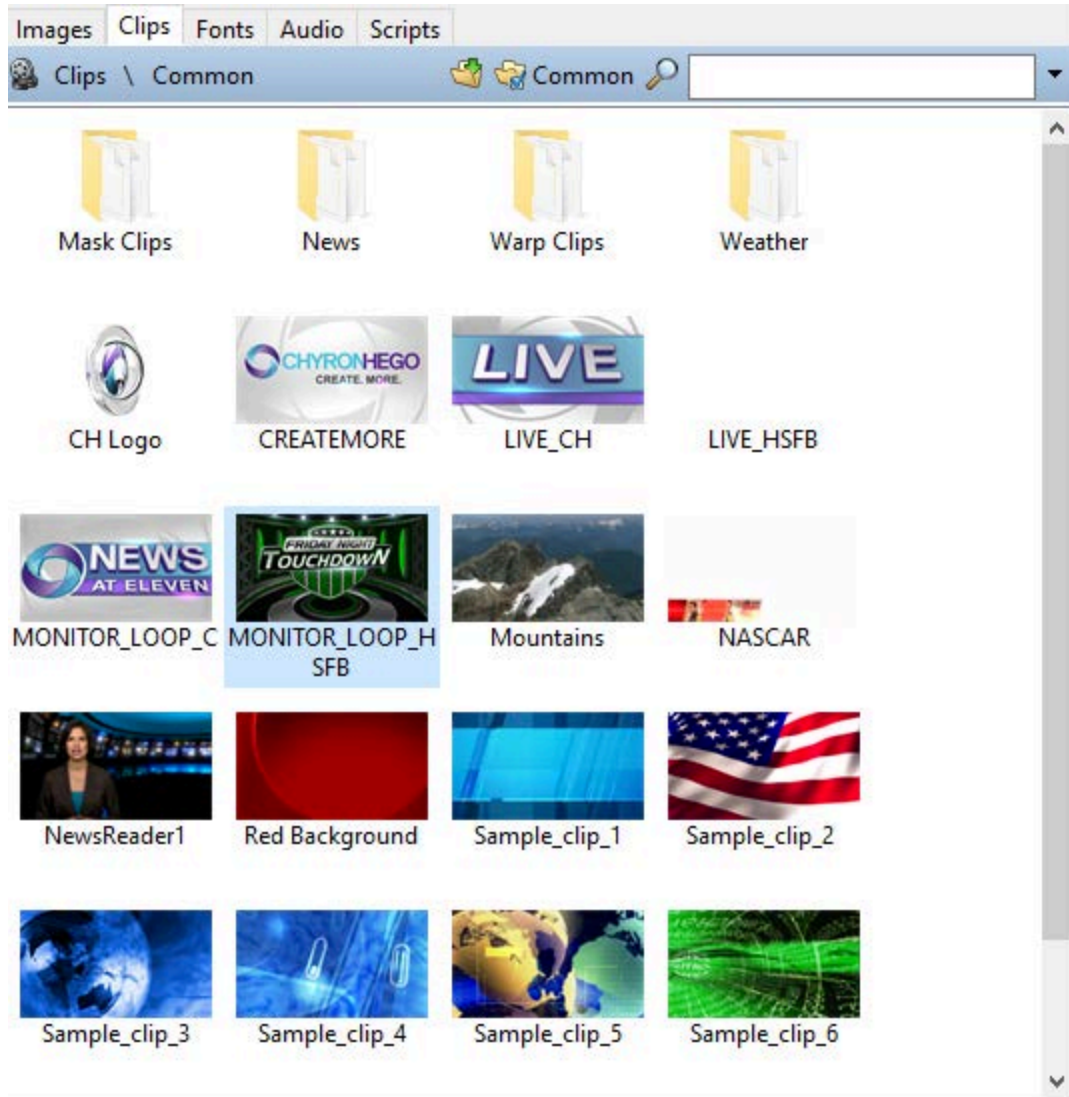 Images Clips Fonts Audio Scripts
Clips \ Common Common
Mask Clips News Warp Clips Weather
CHYRONHEGO
CREATE. MORE.
LIVE
CH Logo CREATEMORE LIVE_CH LIVE_HSFB
NEWS
AT ELEVEN
FRIDAY NIGHT
TOUCHDOWN
MONITOR_LOOP_C MONITOR_LOOP_H Mountains NASCAR
SFB
NewsReader1 Red Background Sample_clip_1 Sample_clip_2
Sample_clip_3 Sample_clip_4 Sample_clip_5 Sample_clip_6